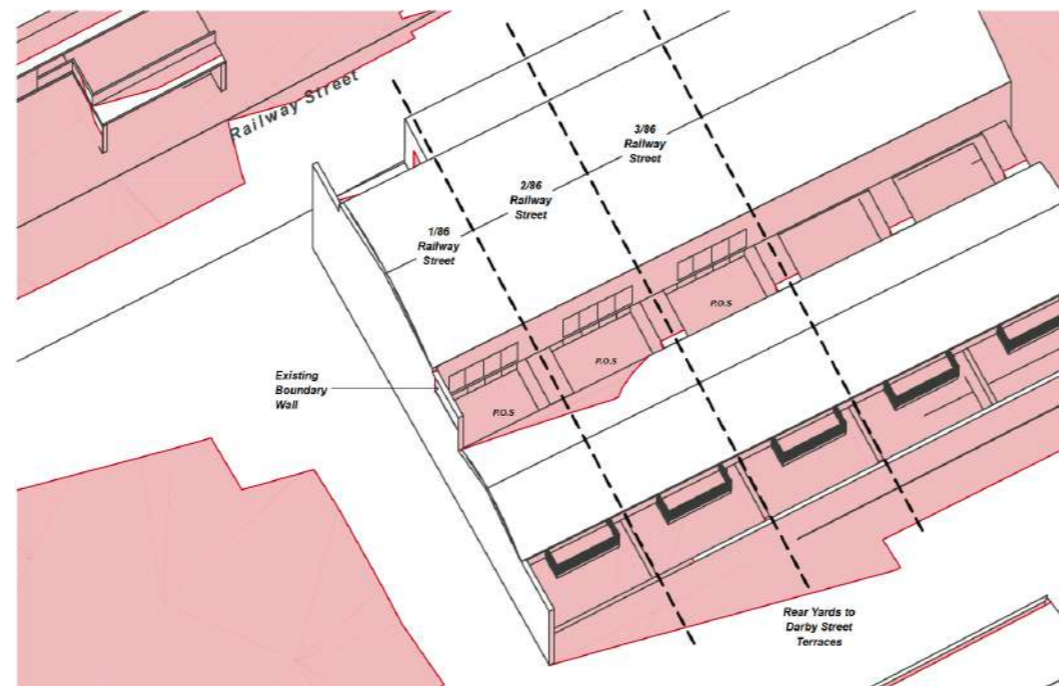 Railway Street
3/86
Railway
Street
2/86
Railway
Street
1/86
Railway
Street
P.O.S
P.O.S
Existing
Boundary
Wall
P.O.S
Rear Yards to
Darby Street
Terraces